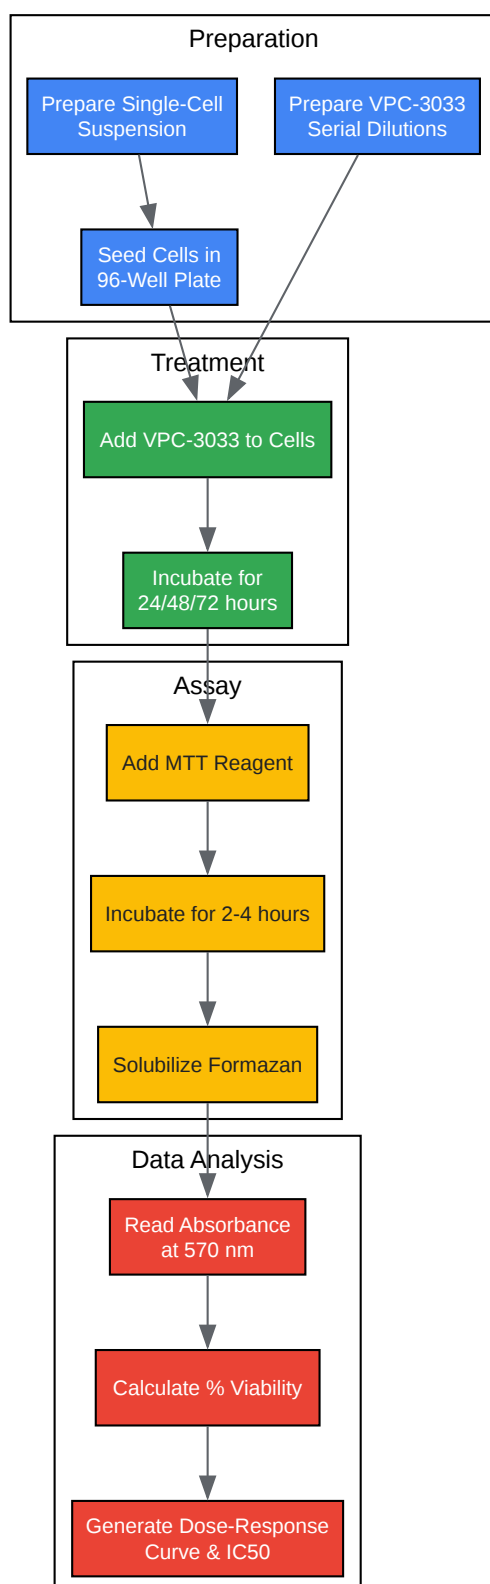 Preparation
Prepare Single-Cell
Suspension
Prepare VPC-3033
Serial Dilutions
Seed Cells in
96-Well Plate
Treatment
Add VPC-3033 to Cells
Incubate for
24/48/72 hours
Assay
Add MTT Reagent
Incubate for 2-4 hours
Solubilize Formazan
Data Analysis
Read Absorbance
at 570 nm
Calculate % Viability
Generate Dose-Response
Curve & IC50